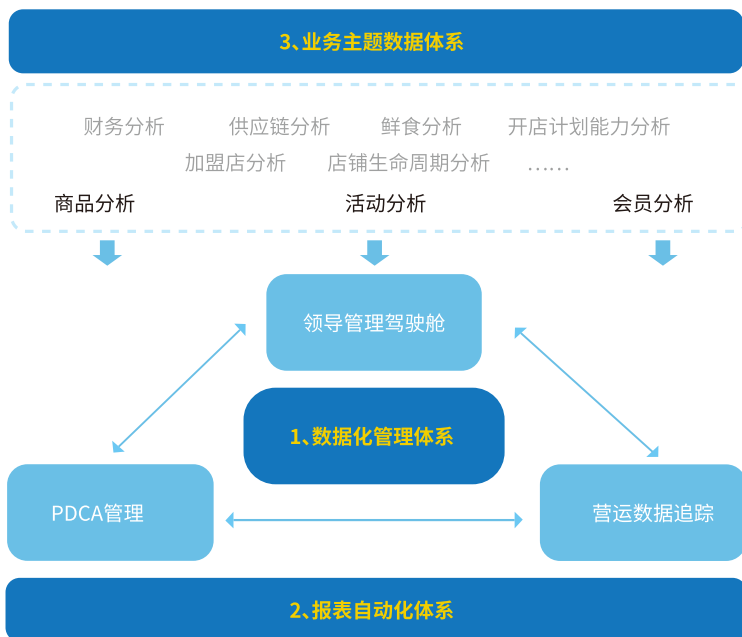 3、业务主题数据体系
财务分析 供应链分析 鲜食分析 开店计划能力分析
加盟店分析 店铺生命周期分析 ……
商品分析 活动分析 会员分析
领导管理驾驶舱
1、数据化管理体系
PDCA管理 营运数据追踪
2、报表自动化体系